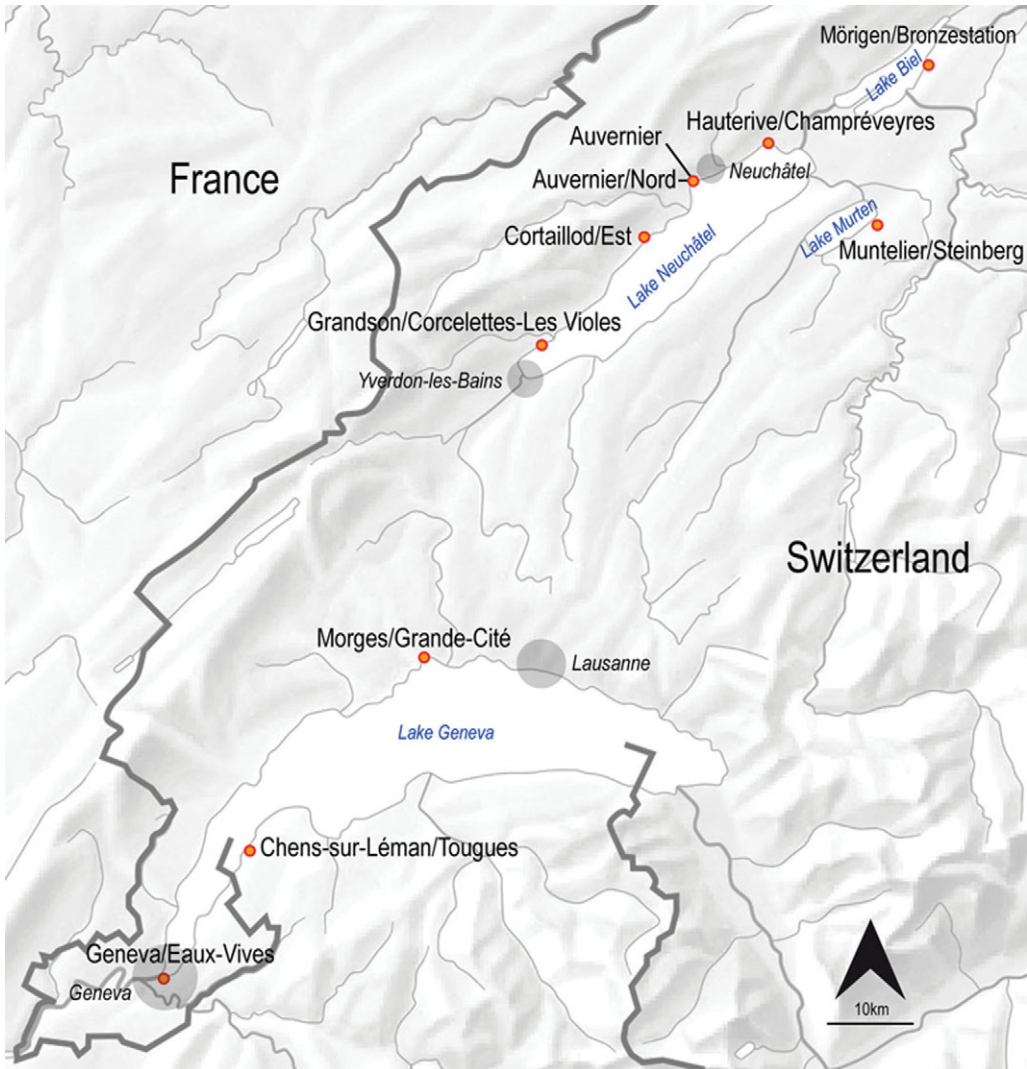 Mörigen/Bronzestation
Lake Biel
Hauterive/Champréveyres
Auvernier
Neuchâtel
France
Auvernier/Nord
Lake Murten
Cortaillod/Est
Lake Neuchâtel
Muntelier/Steinberg
Grandson/Corcelettes-Les Violes
Yverdon-les-Bains
Switzerland
Morges/Grande-Cité
Lausanne
Lake Geneva
Chens-sur-Léman/Tougues
Geneva/Eaux-Vives
Geneva
10km